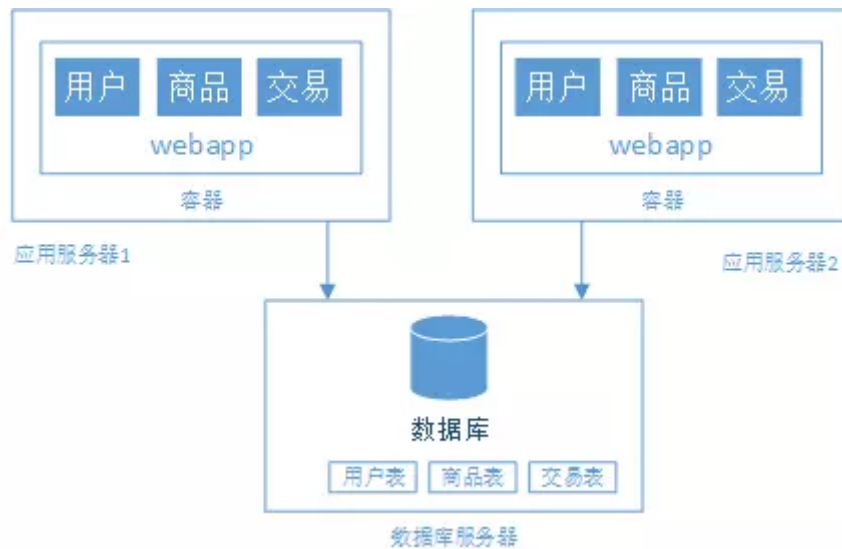 用户 商品 交易
webapp
容器
应用服务器1
用户 商品 交易
webapp
容器
应用服务器2
数据库
用户表 商品表 交易表
数据库服务器